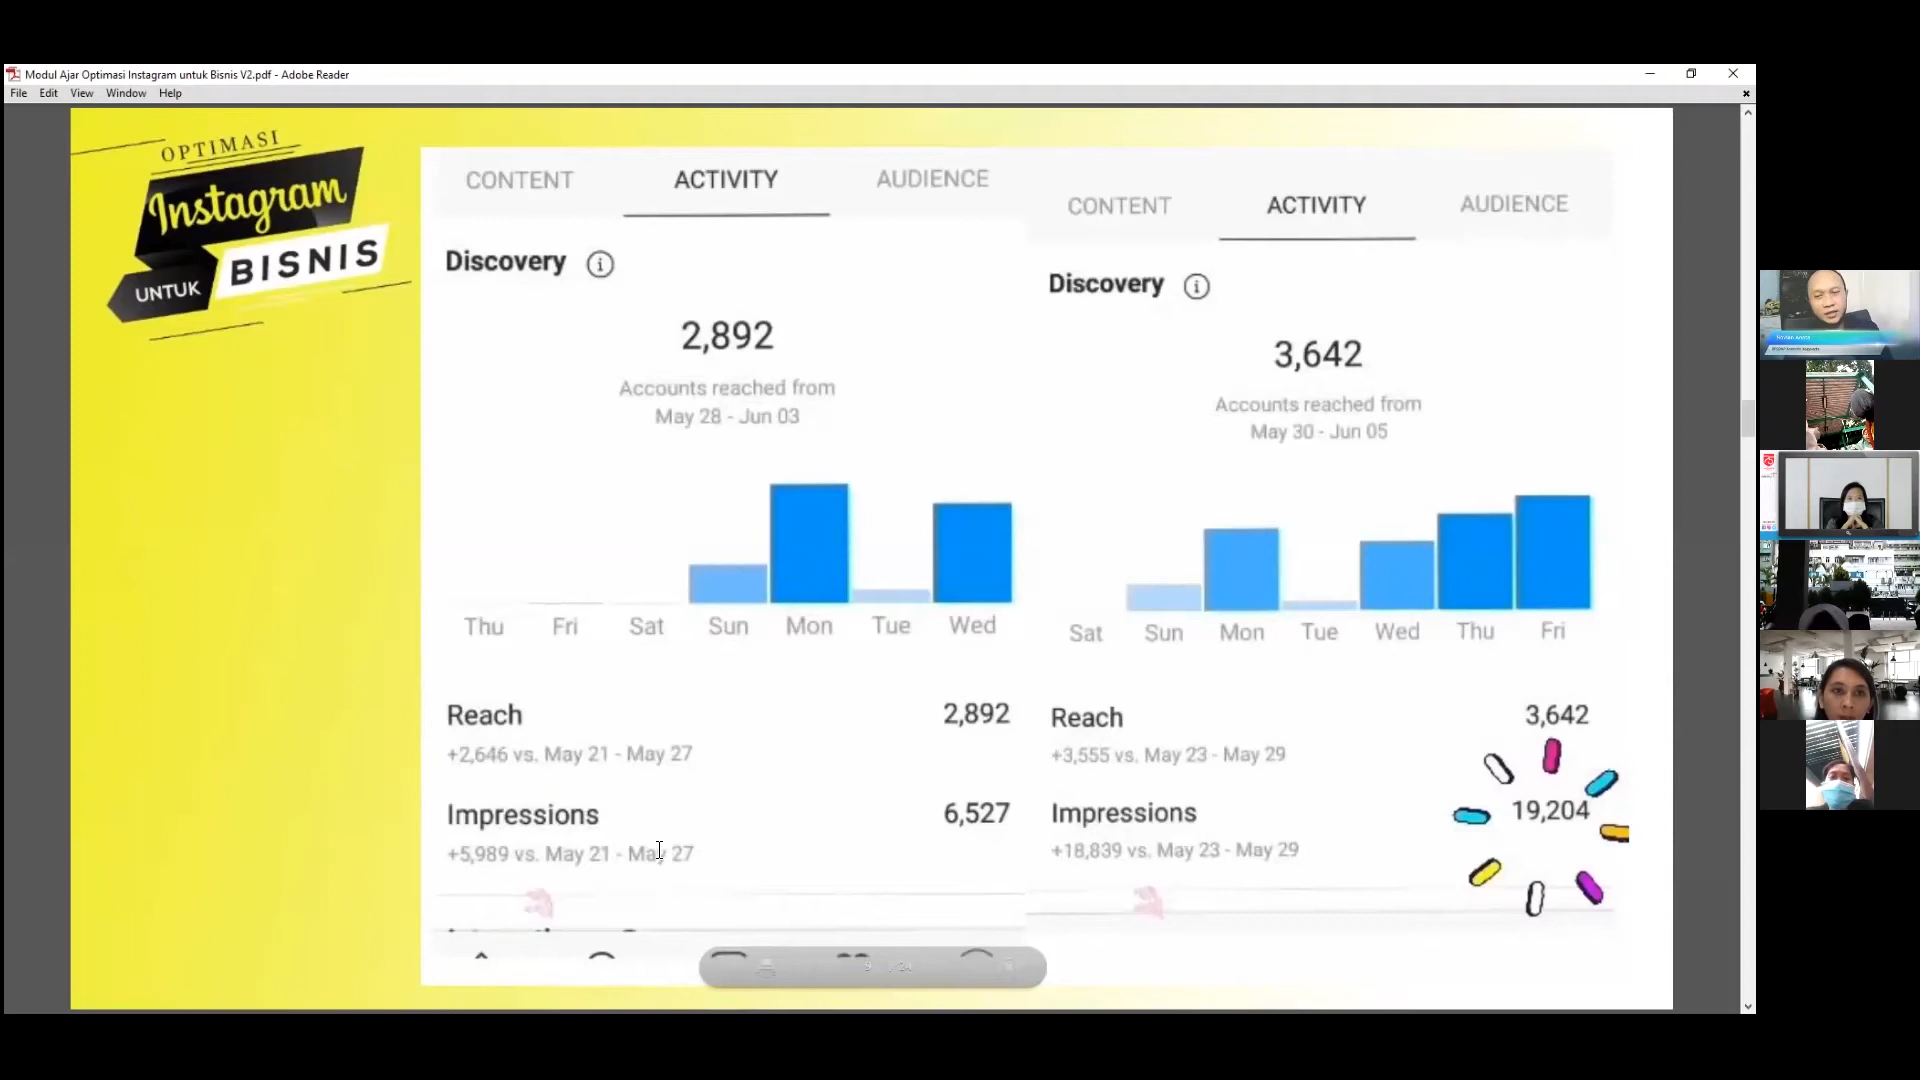 Modul Ajar Optimasi Instagram untuk Bisnis V2.pdf - Adobe Reader
File Edit View Window Help
OPTIMASI
Instagram
UNTUK BISNIS
CONTENT ACTIVITY AUDIENCE
Discovery
2,892
Accounts reached from
May 28 - Jun 03
Thu Fri Sat Sun Mon Tue Wed
Reach 2,892
+2,646 vs. May 21 - May 27
Impressions 6,527
+5,989 vs. May 21 - May 27
CONTENT ACTIVITY AUDIENCE
Discovery
3,642
Accounts reached from
May 30 - Jun 05
Sat Sun Mon Tue Wed Thu Fri
Reach 3,642
+3,555 vs. May 23 - May 29
Impressions 19,204
+18,839 vs. May 23 - May 29
9 / 24